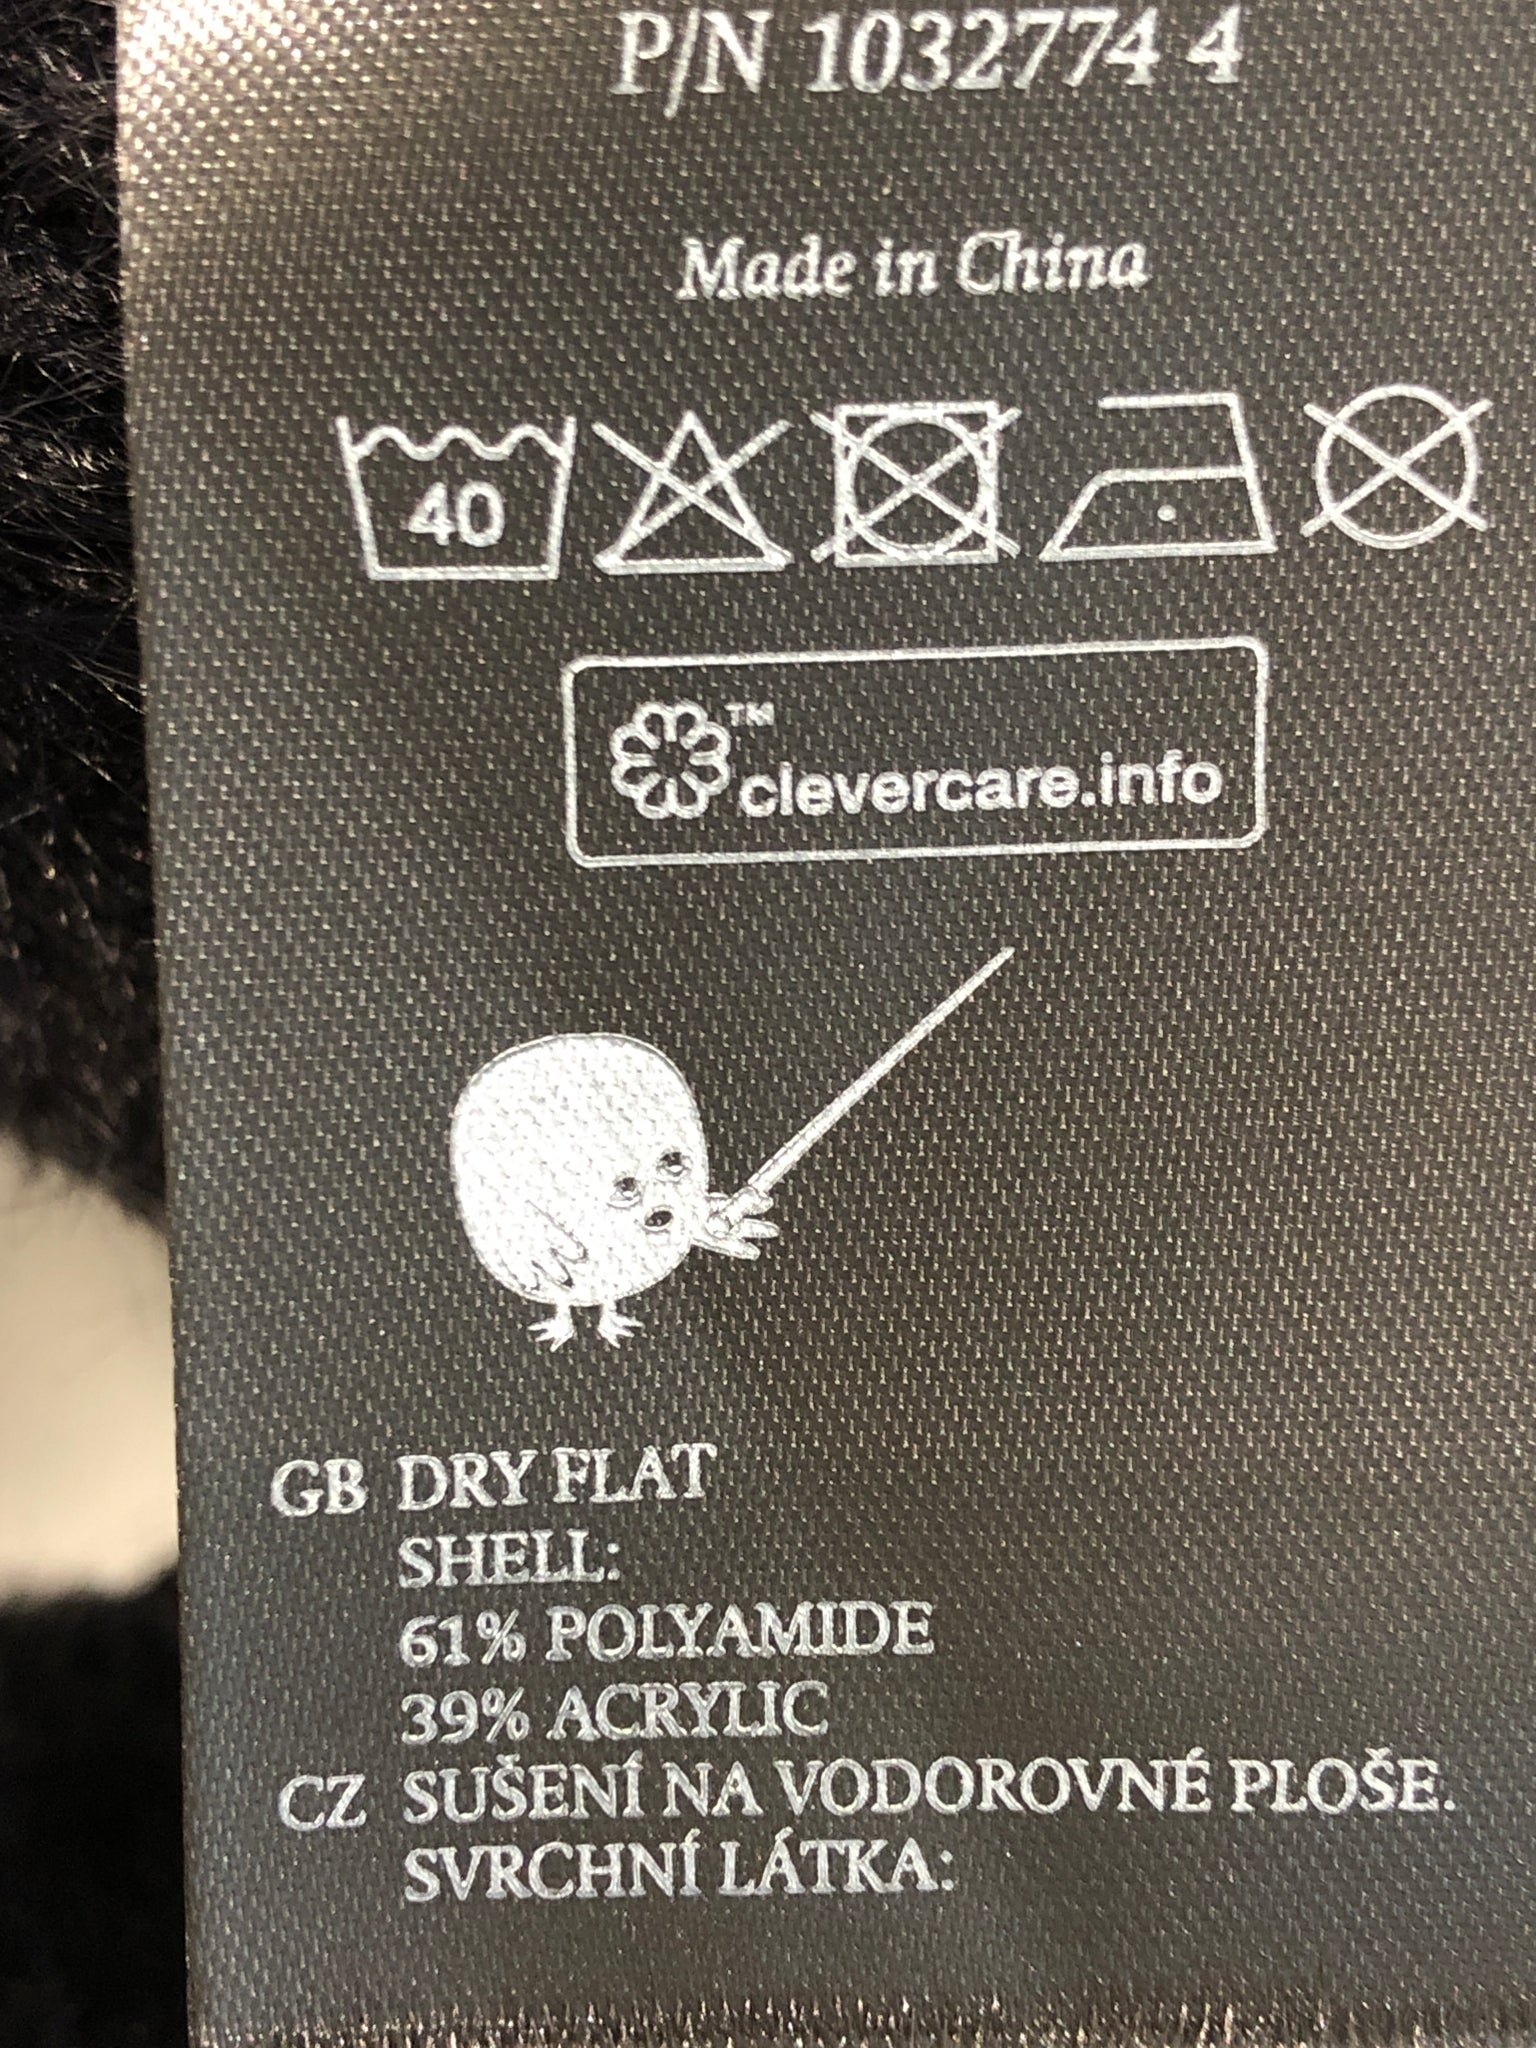 P/N 1032774 4
Made in China
40
™
clevercare.info
GB DRY FLAT
SHELL:
61% POLYAMIDE
39% ACRYLIC
CZ SUŠENÍ NA VODOROVNÉ PLOŠE.
SVRCHNÍ LÁTKA: